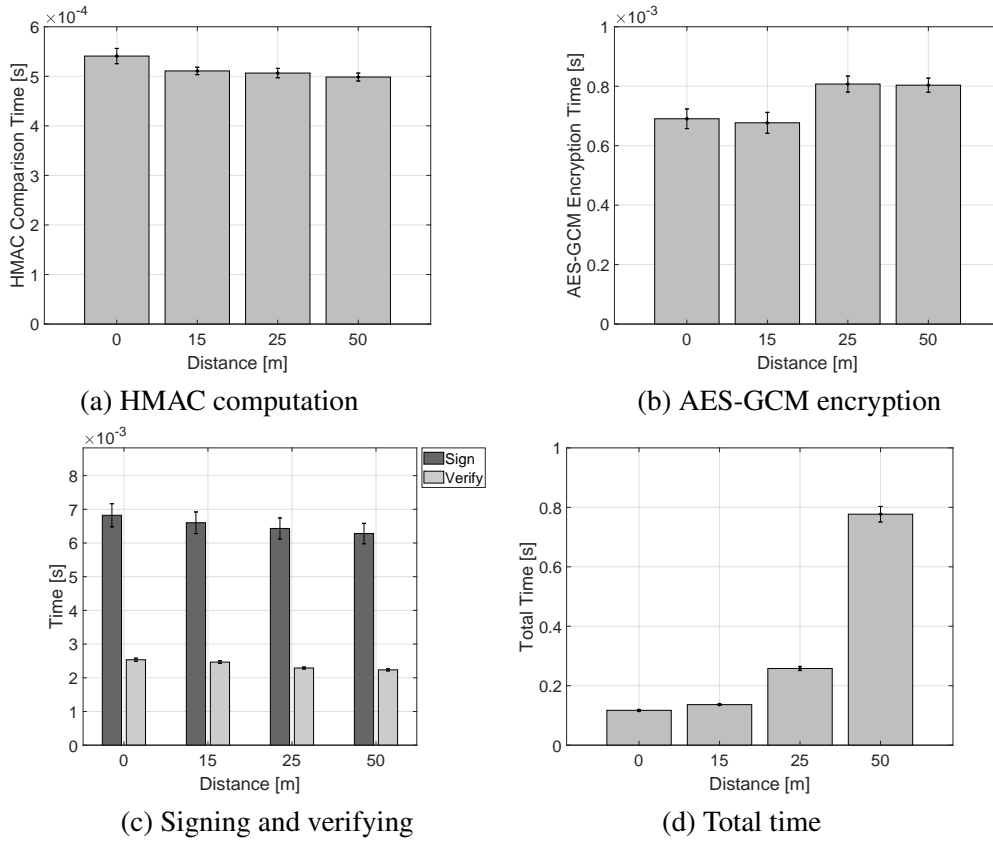 ×10-4
6
5
4
3
2
1
0
HMAC Comparison Time [s]
0 15 25 50
Distance [m]
(a) HMAC computation
×10-3
1
0.8
0.6
0.4
0.2
0
AES-GCM Encryption Time [s]
0 15 25 50
Distance [m]
(b) AES-GCM encryption
×10-3
8
7
6
5
4
3
2
1
0
Time [s]
Sign
Verify
0 15 25 50
Distance [m]
(c) Signing and verifying
1
0.8
0.6
0.4
0.2
0
Total Time [s]
0 15 25 50
Distance [m]
(d) Total time